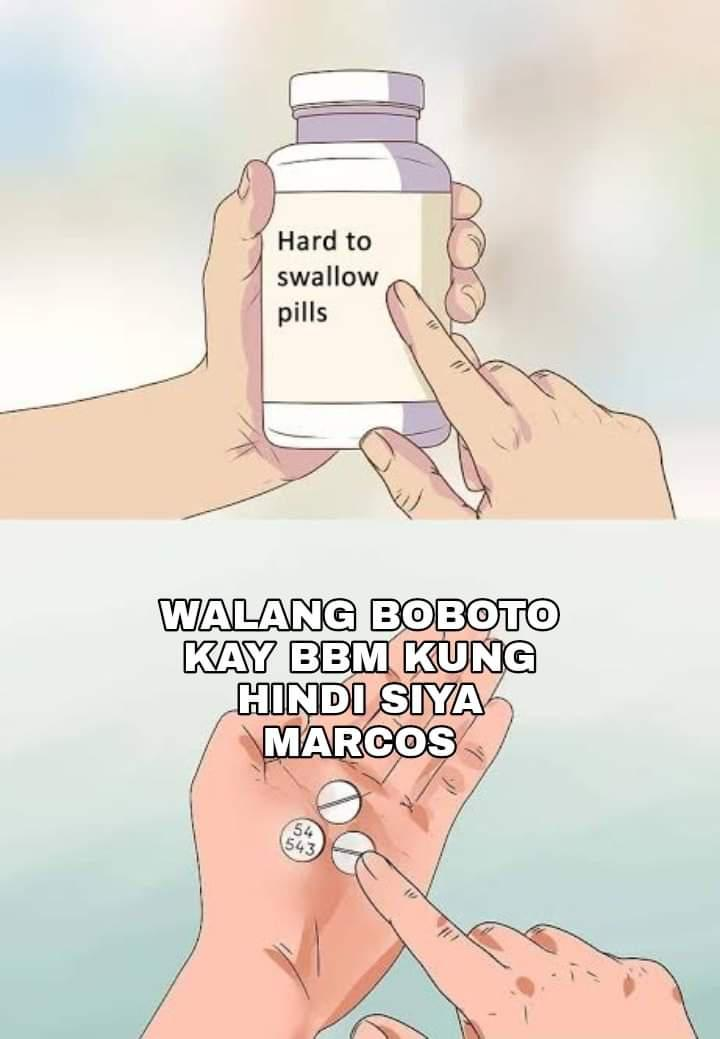 Hard to
swallow
pills
WALANG BOBOTO
KAY BBM KUNG
HINDI SIYA
MARCOS
54
543